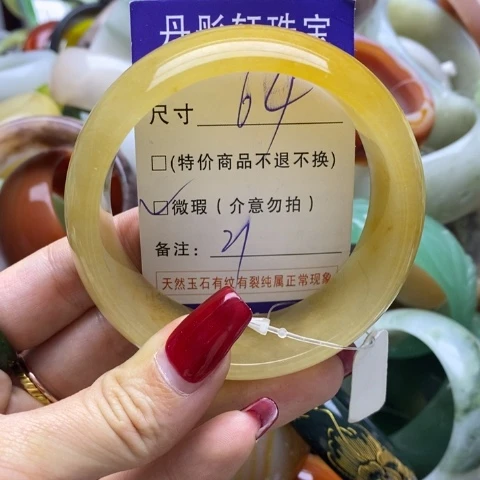 丹彤轩珠宝
尺寸 64
□(特价商品不退不换)
☑微瑕(介意勿拍)
备注: 21
天然玉石有纹有裂纯属正常现象